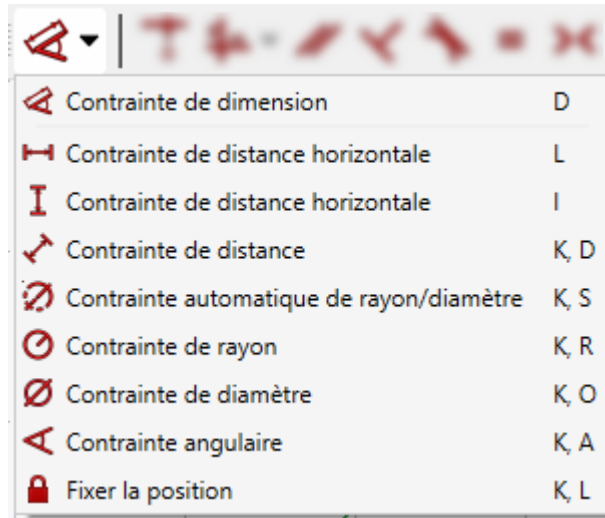 Contrainte de dimension D
Contrainte de distance horizontale L
Contrainte de distance horizontale I
Contrainte de distance K, D
Contrainte automatique de rayon/diamètre K, S
Contrainte de rayon K, R
Contrainte de diamètre K, O
Contrainte angulaire K, A
Fixer la position K, L